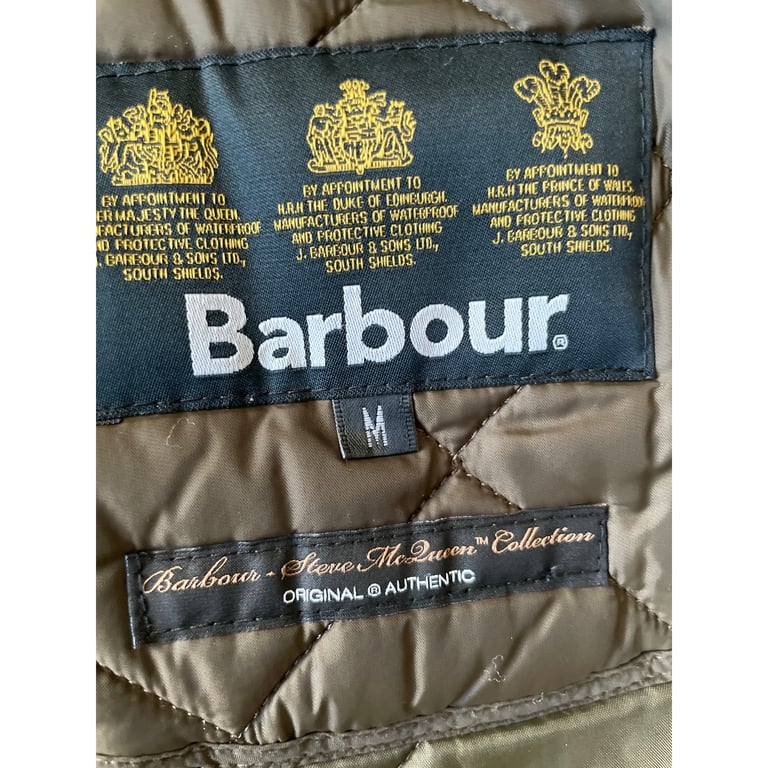 BY APPOINTMENT TO
HER MAJESTY THE QUEEN
MANUFACTURERS OF WATERPROOF
AND PROTECTIVE CLOTHING
J. BARBOUR & SONS LTD.,
SOUTH SHIELDS.
BY APPOINTMENT TO
H.R.H THE DUKE OF EDINBURGH.
MANUFACTURERS OF WATERPROOF
AND PROTECTIVE CLOTHING
J. BARBOUR & SONS LTD.,
SOUTH SHIELDS.
BY APPOINTMENT TO
H.R.H THE PRINCE OF WALES.
MANUFACTURERS OF WATERPROOF
AND PROTECTIVE CLOTHING
J. BARBOUR & SONS LTD.,
SOUTH SHIELDS.
Barbour®
M
Barbour - Steve McQueen™ Collection
ORIGINAL ® AUTHENTIC